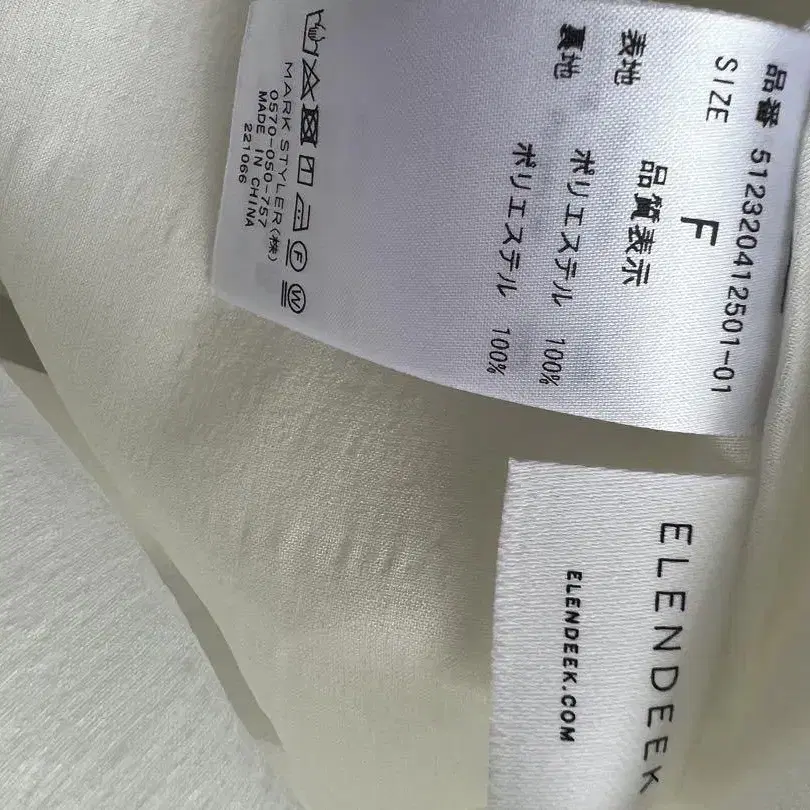 品番 512320412501-01
SIZE F
品質表示
表地 ポリエステル 100%
裏地 ポリエステル 100%
F
W
MARK STYLER(株)
0570-050-757
MADE IN CHINA
221066
ELENDEEK
ELENDEEK.COM